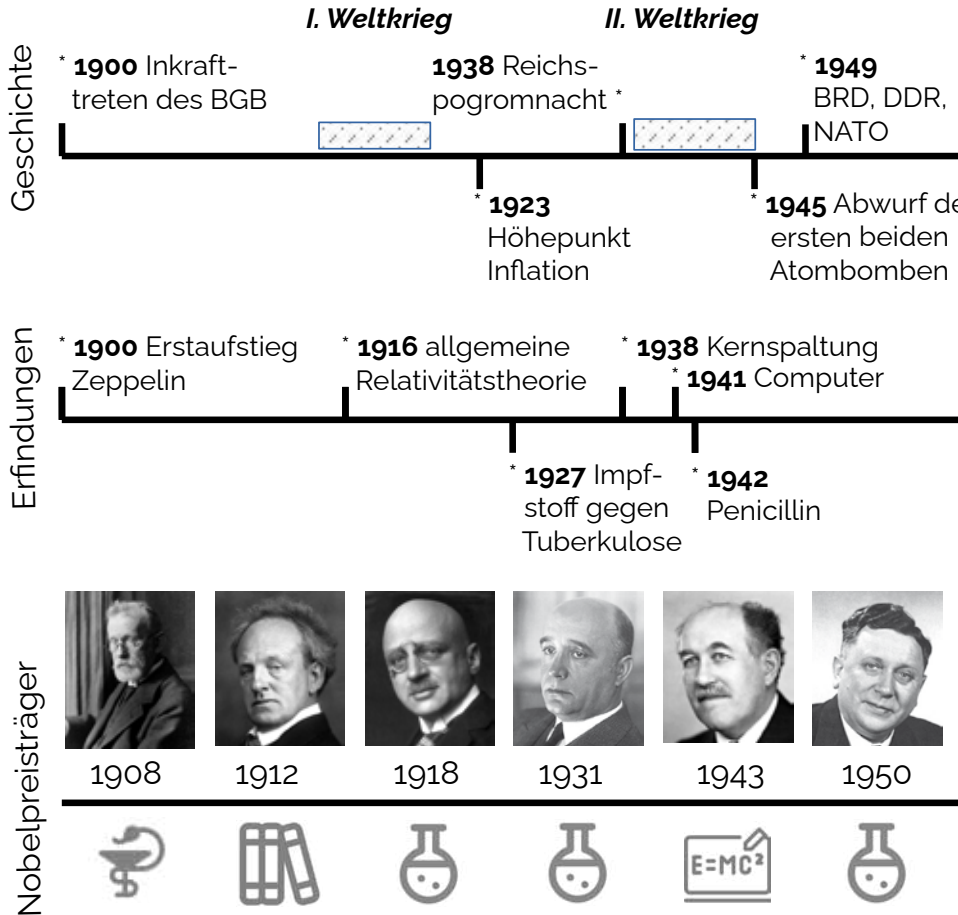 I. Weltkrieg
II. Weltkrieg
Geschichte
* 1900 Inkraft-
treten des BGB
1938 Reichs-
pogromnacht *
* 1949
BRD, DDR,
NATO
* 1923
Höhepunkt
Inflation
* 1945 Abwurf de
ersten beiden
Atombomben
Erfindungen
* 1900 Erstaufstieg
Zeppelin
* 1916 allgemeine
Relativitätstheorie
* 1938 Kernspaltung
* 1941 Computer
* 1927 Impf-
stoff gegen
Tuberkulose
* 1942
Penicillin
Nobelpreisträger
1908
1912
1918
1931
1943
1950
E=MC²